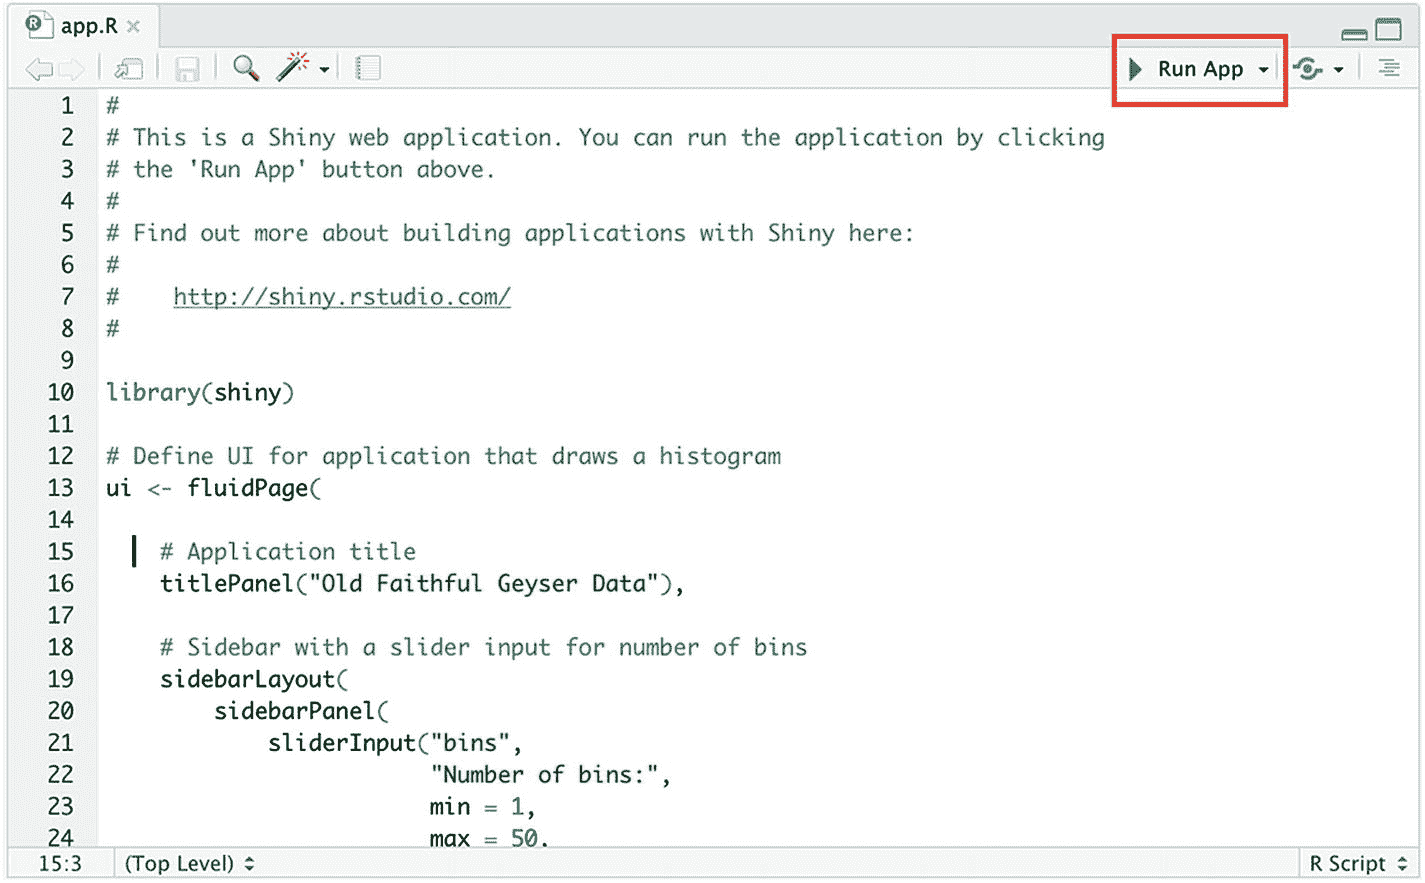 app.R
Run App
1 #
2 # This is a Shiny web application. You can run the application by clicking
3 # the 'Run App' button above.
4 #
5 # Find out more about building applications with Shiny here:
6 #
7 #    http://shiny.rstudio.com/
8 #
9
10 library(shiny)
11
12 # Define UI for application that draws a histogram
13 ui <- fluidPage(
14
15     # Application title
16     titlePanel("Old Faithful Geyser Data"),
17
18     # Sidebar with a slider input for number of bins
19     sidebarLayout(
20         sidebarPanel(
21             sliderInput("bins",
22                         "Number of bins:",
23                         min = 1,
24                         max = 50,
15:3 (Top Level) R Script